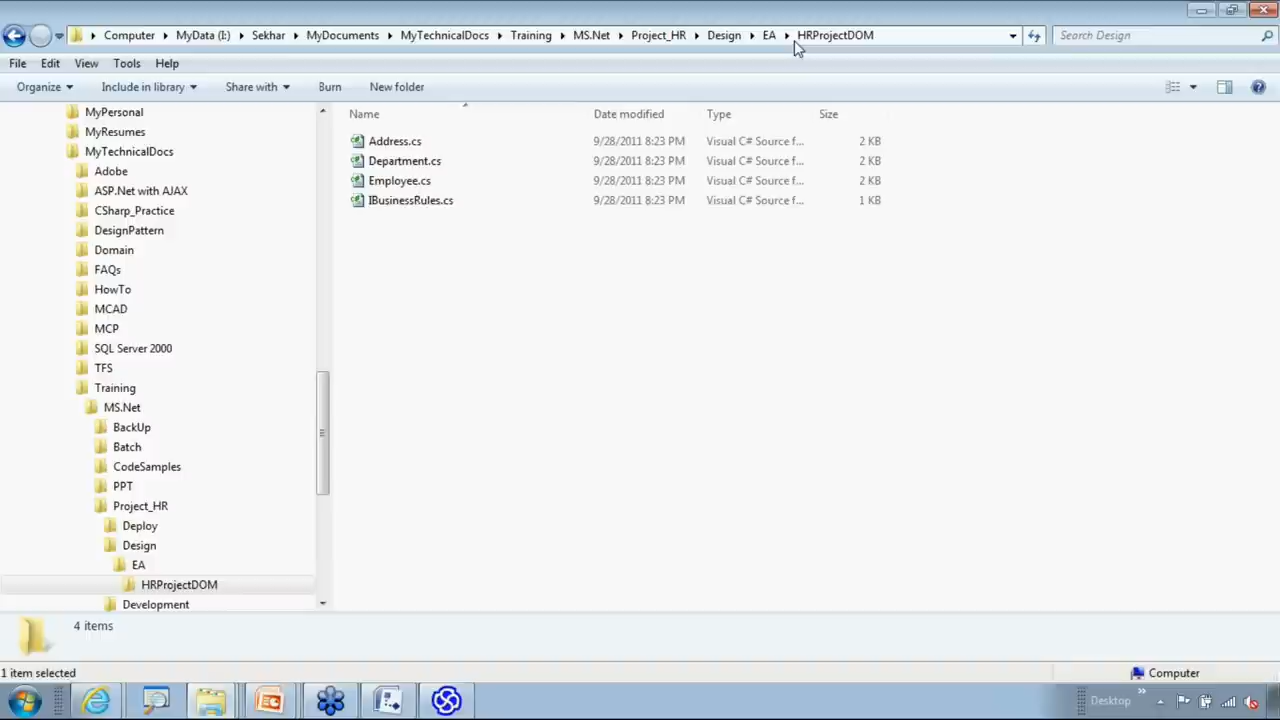 Computer MyData (I:) Sekhar MyDocuments MyTechnicalDocs Training MS.Net Project_HR Design EA HRProjectDOM Search Design
File Edit View Tools Help
Organize Include in library Share with Burn New folder
MyPersonal
MyResumes
MyTechnicalDocs
Adobe
ASP.Net with AJAX
CSharp_Practice
DesignPattern
Domain
FAQs
HowTo
MCAD
MCP
SQL Server 2000
TFS
Training
MS.Net
BackUp
Batch
CodeSamples
PPT
Project_HR
Deploy
Design
EA
HRProjectDOM
Development
Name Date modified Type Size
Address.cs 9/28/2011 8:23 PM Visual C# Source f... 2 KB
Department.cs 9/28/2011 8:23 PM Visual C# Source f... 2 KB
Employee.cs 9/28/2011 8:23 PM Visual C# Source f... 2 KB
IBusinessRules.cs 9/28/2011 8:23 PM Visual C# Source f... 1 KB
4 items
1 item selected Computer
Desktop